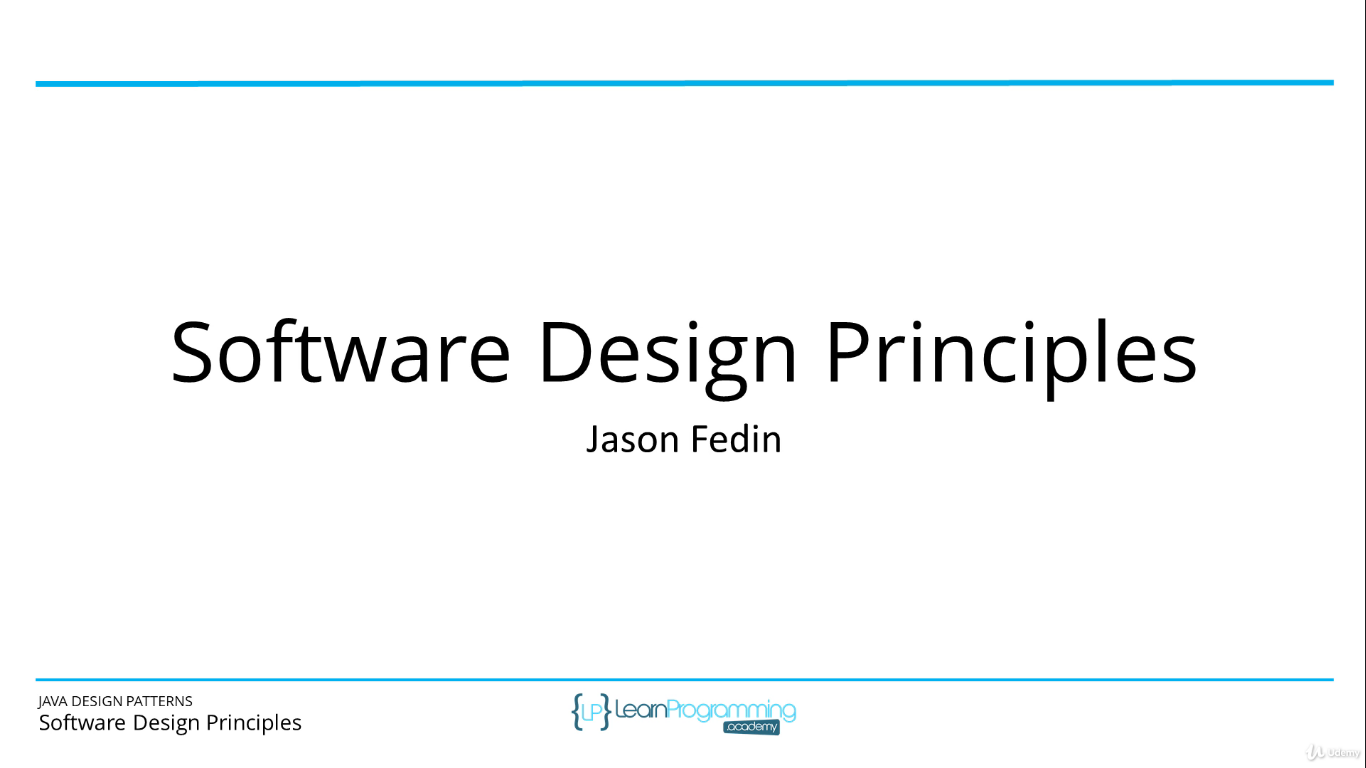 Software Design Principles
Jason Fedin
JAVA DESIGN PATTERNS
Software Design Principles
{LP} LearnProgramming
.academy
Udemy